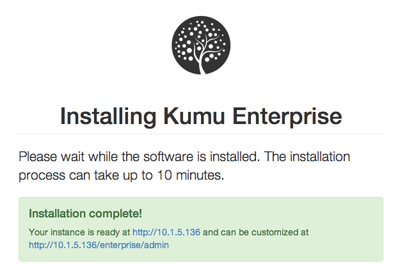 Installing Kumu Enterprise
Please wait while the software is installed. The installation
process can take up to 10 minutes.
Installation complete!
Your instance is ready at http://10.1.5.136 and can be customized at
http://10.1.5.136/enterprise/admin